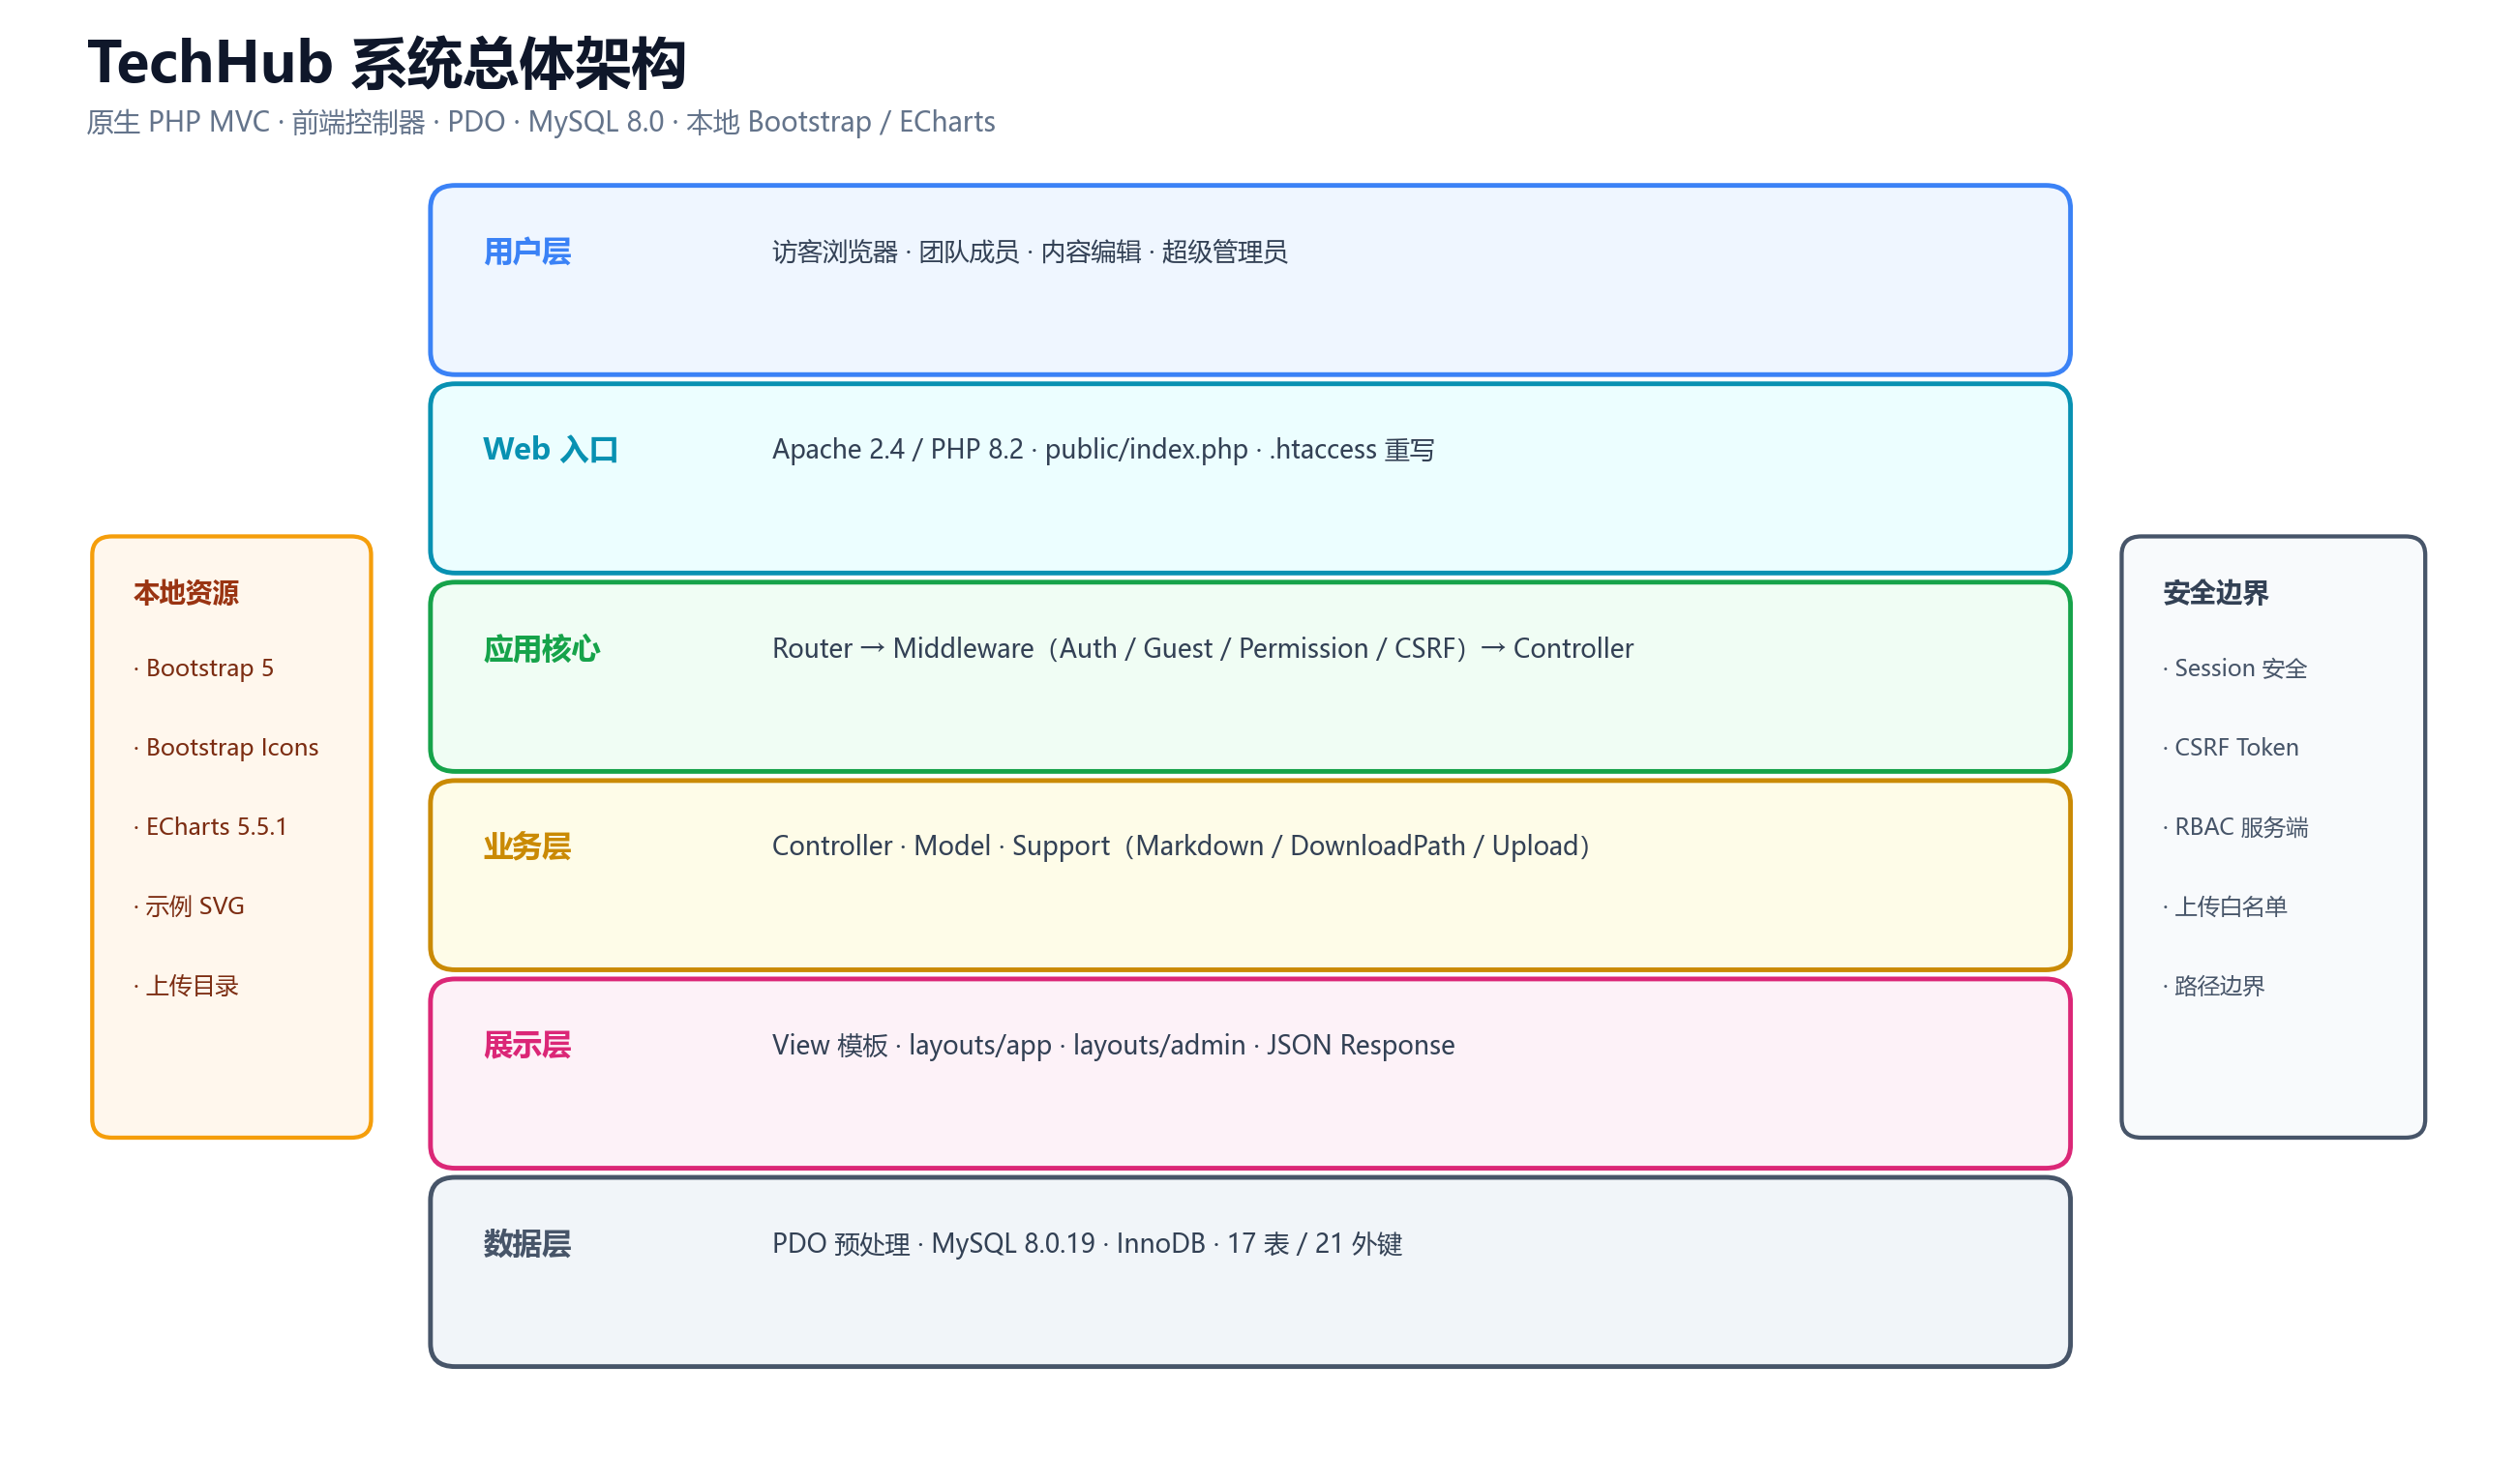 TechHub 系统总体架构
原生 PHP MVC · 前端控制器 · PDO · MySQL 8.0 · 本地 Bootstrap / ECharts
用户层
访客浏览器 · 团队成员 · 内容编辑 · 超级管理员
Web 入口
Apache 2.4 / PHP 8.2 · public/index.php · .htaccess 重写
应用核心
Router → Middleware（Auth / Guest / Permission / CSRF）→ Controller
业务层
Controller · Model · Support（Markdown / DownloadPath / Upload）
展示层
View 模板 · layouts/app · layouts/admin · JSON Response
数据层
PDO 预处理 · MySQL 8.0.19 · InnoDB · 17 表 / 21 外键
本地资源
· Bootstrap 5
· Bootstrap Icons
· ECharts 5.5.1
· 示例 SVG
· 上传目录
安全边界
· Session 安全
· CSRF Token
· RBAC 服务端
· 上传白名单
· 路径边界